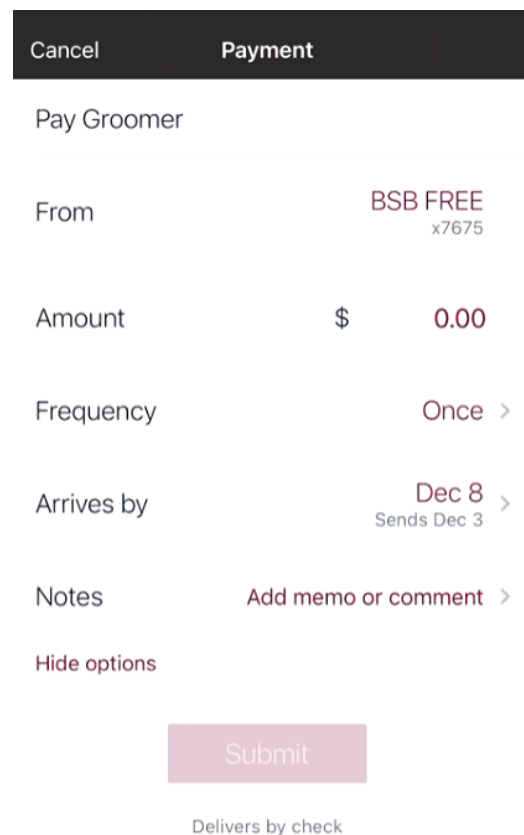 Cancel Payment
Pay Groomer
From BSB FREE
x7675
Amount $ 0.00
Frequency Once
Arrives by Dec 8
Sends Dec 3
Notes Add memo or comment
Hide options
Submit
Delivers by check